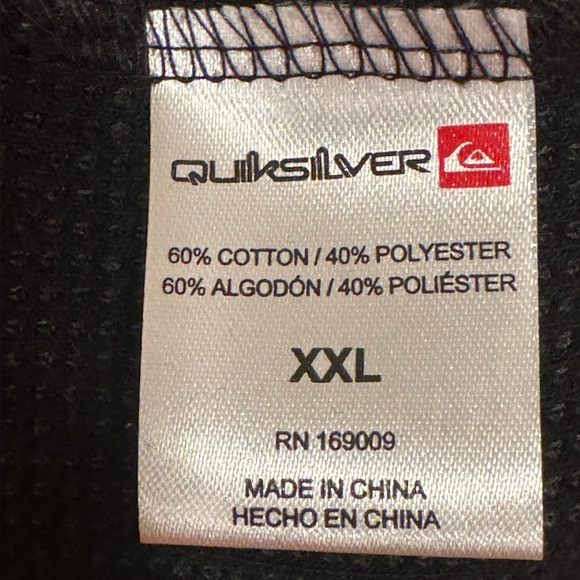 QUIKSILVER
60% COTTON / 40% POLYESTER
60% ALGODÓN / 40% POLIÉSTER
XXL
RN 169009
MADE IN CHINA
HECHO EN CHINA